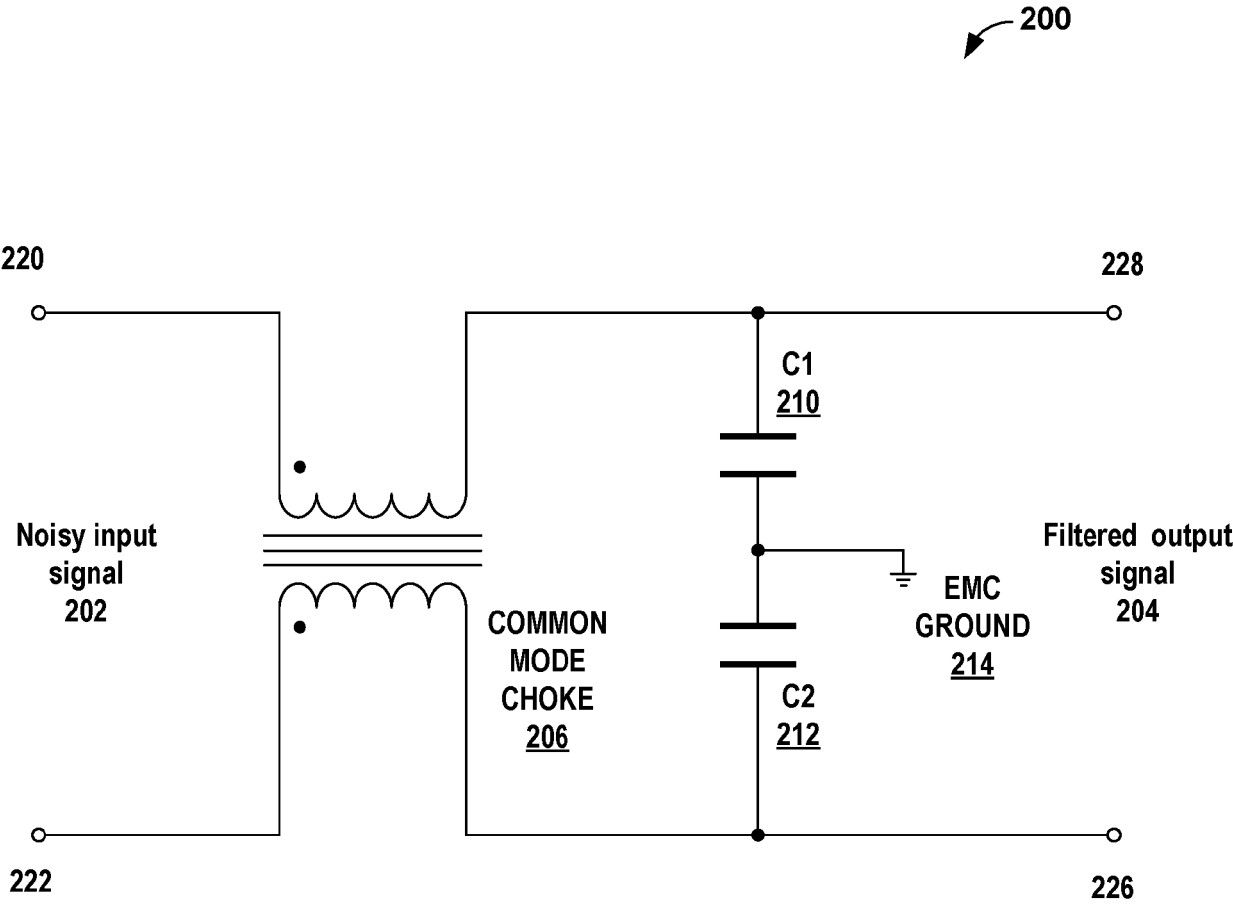 200
220
228
C1
210
Noisy input
signal
202
COMMON
MODE
CHOKE
206
EMC
GROUND
214
Filtered output
signal
204
C2
212
222
226